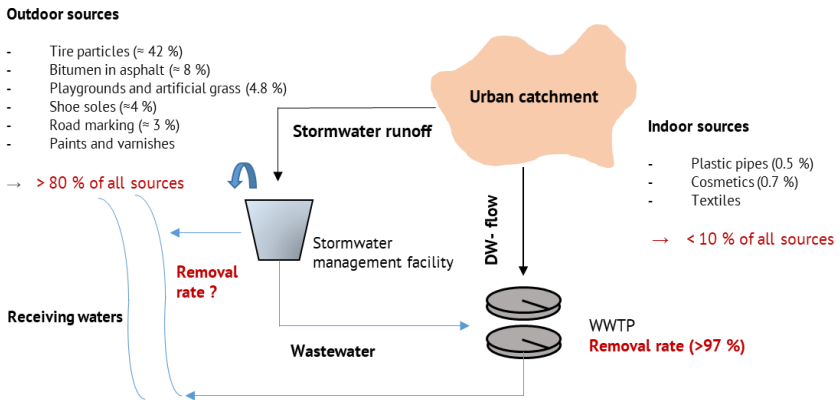 Outdoor sources
- Tire particles (≈ 42 %)
- Bitumen in asphalt (≈ 8 %)
- Playgrounds and artificial grass (4.8 %)
- Shoe soles (≈4 %)
- Road marking (≈ 3 %)
- Paints and varnishes
→ > 80 % of all sources
Urban catchment
Stormwater runoff
Indoor sources
- Plastic pipes (0.5 %)
- Cosmetics (0.7 %)
- Textiles
→ < 10 % of all sources
DW- flow
Stormwater
management facility
Removal
rate ?
Receiving waters
Wastewater
WWTP
Removal rate (>97 %)